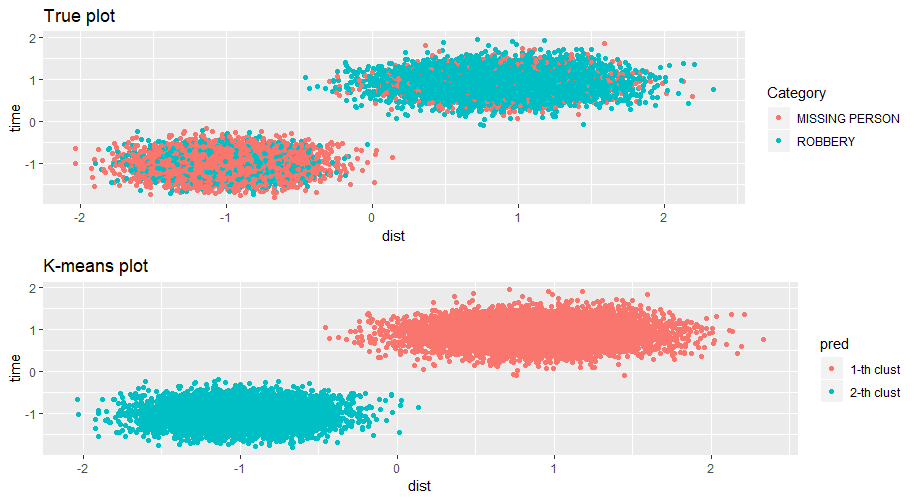 True plot
2
1
0
-1
time
-2
-1
0
1
2
dist
Category
MISSING PERSON
ROBBERY
K-means plot
2
1
0
-1
time
-2
-1
0
1
2
dist
pred
1-th clust
2-th clust